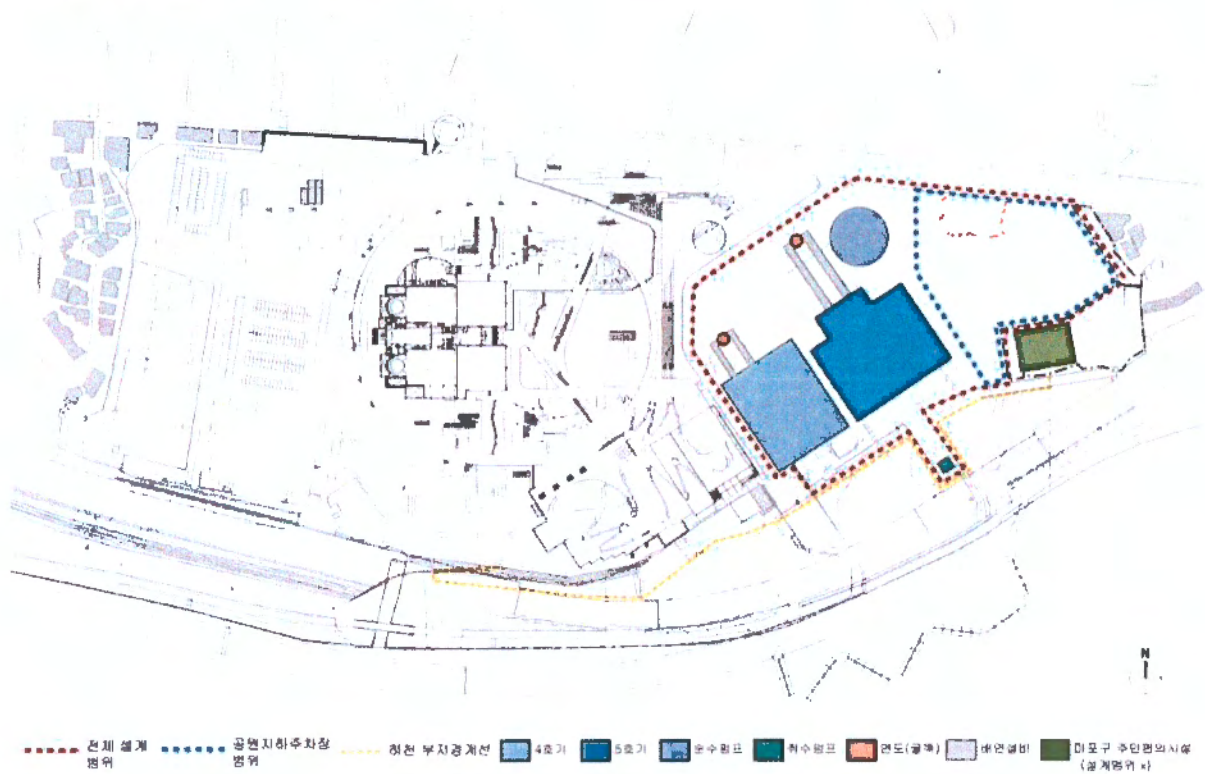 N
전체 설계
범위
공원지하주차장
범위
하천 부지경계선
4호기
5호기
순수펌프
취수펌프
연도(굴뚝)
배연설비
마포구 주민편의시설
(설계범위 x)